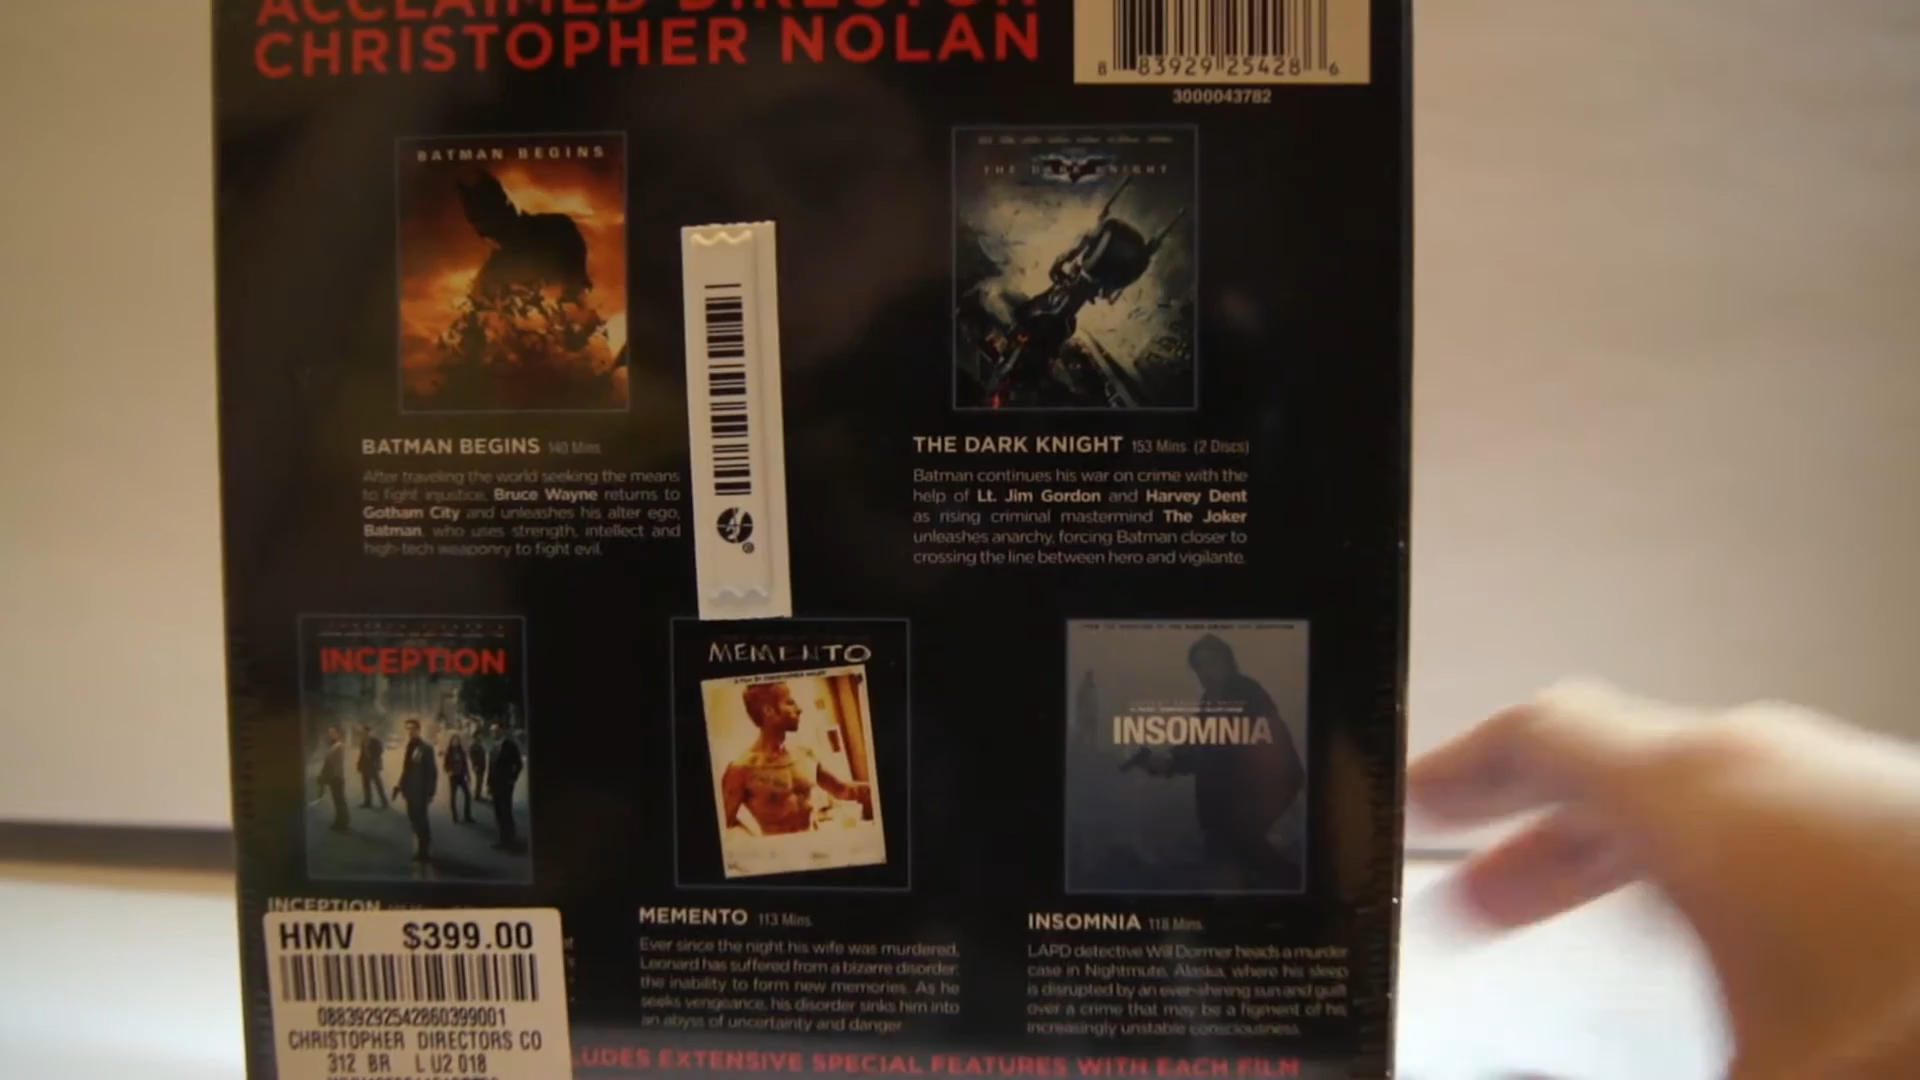 ACCLAIMED DIRECTOR
CHRISTOPHER NOLAN
8 83929 25428 6
3000043782
BATMAN BEGINS
THE DARK KNIGHT
BATMAN BEGINS 140 Mins.
After traveling the world seeking the means
to fight injustice, Bruce Wayne returns to
Gotham City and unleashes his alter ego,
Batman, who uses strength, intellect and
high-tech weaponry to fight evil.
THE DARK KNIGHT 153 Mins. (2 Discs)
Batman continues his war on crime with the
help of Lt. Jim Gordon and Harvey Dent
as rising criminal mastermind The Joker
unleashes anarchy, forcing Batman closer to
crossing the line between hero and vigilante.
INCEPTION
MEMENTO
INSOMNIA
INCEPTION
HMV $399.00
08839292542860399001
CHRISTOPHER DIRECTORS CO
312 BR L U2 018
MEMENTO 113 Mins.
Ever since the night his wife was murdered,
Leonard has suffered from a bizarre disorder:
the inability to form new memories. As he
seeks vengeance, his disorder sinks him into
an abyss of uncertainty and danger.
INSOMNIA 118 Mins.
LAPD detective Will Dormer heads a murder
case in Nightmute, Alaska, where his sleep
is disrupted by an ever-shining sun and guilt
over a crime that may be a figment of his
increasingly unstable consciousness.
LUDES EXTENSIVE SPECIAL FEATURES WITH EACH FILM